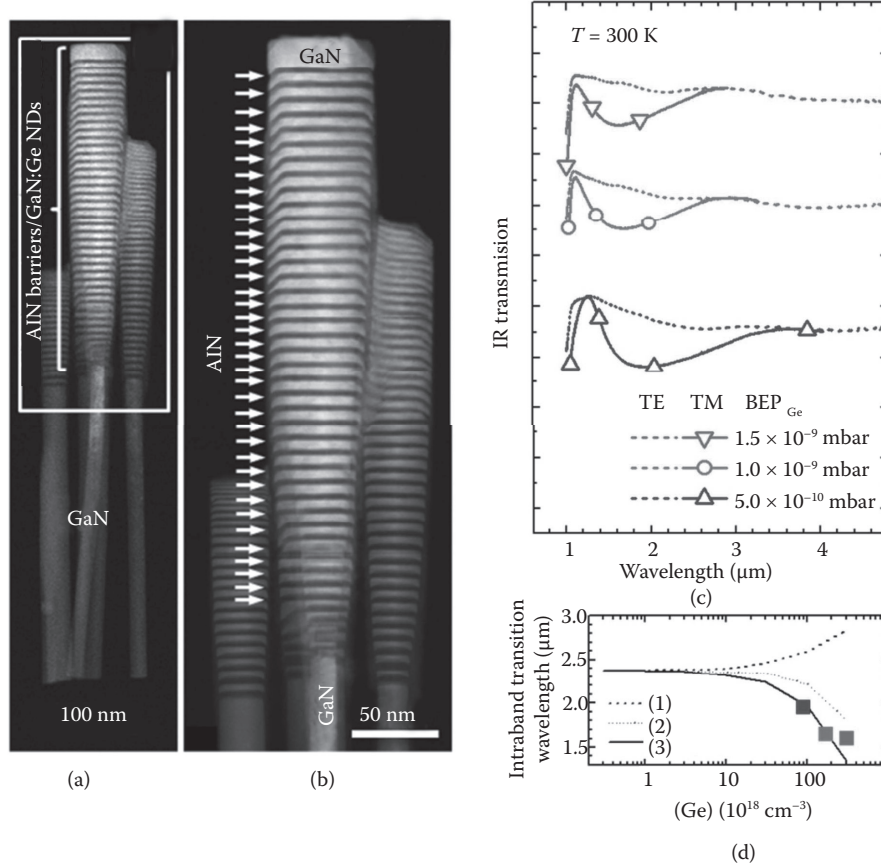 GaN
AlN barriers/GaN:Ge NDs
GaN
100 nm
(a)
GaN
AlN
GaN
50 nm
(b)
T = 300 K
IR transmision
TE TM BEP Ge
1.5 × 10⁻⁹ mbar
1.0 × 10⁻⁹ mbar
5.0 × 10⁻¹⁰ mbar
1 2 3 4
Wavelength (μm)
(c)
Intraband transition
wavelength (μm)
3.0
2.5
2.0
1.5
(1)
(2)
(3)
1 10 100
(Ge) (10¹⁸ cm⁻³)
(d)